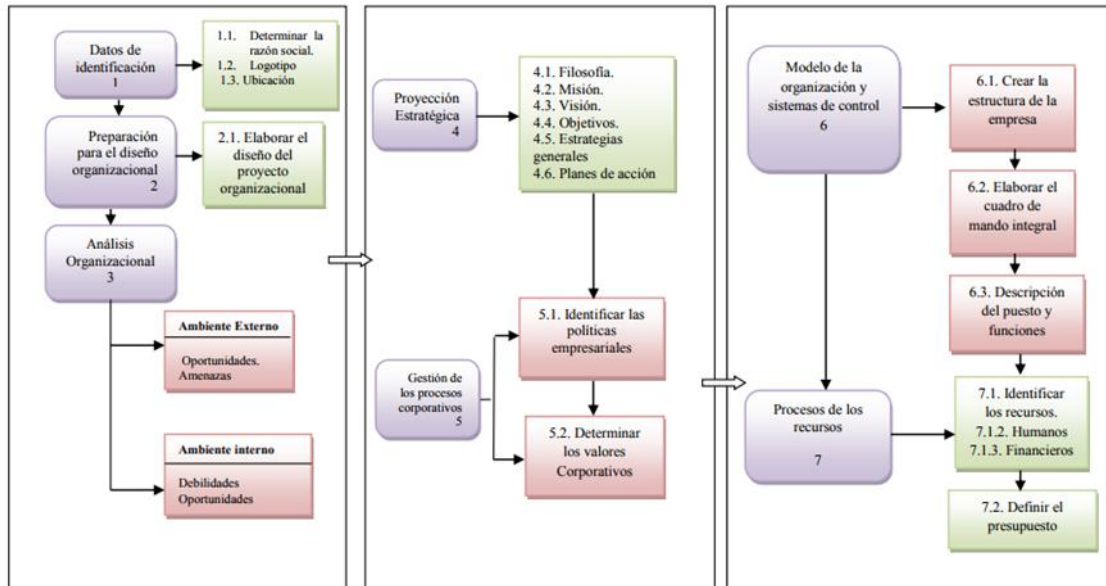 Datos de
identificación
1
1.1. Determinar la
razón social.
1.2. Logotipo
1.3. Ubicación
Preparación
para el diseño
organizacional
2
2.1. Elaborar el
diseño del
proyecto
organizacional
Análisis
Organizacional
3
Ambiente Externo
Oportunidades.
Amenazas
Ambiente interno
Debilidades
Oportunidades
Proyección
Estratégica
4
4.1. Filosofía.
4.2. Misión.
4.3. Visión.
4.4. Objetivos.
4.5. Estrategias
generales
4.6. Planes de acción
5.1. Identificar las
políticas
empresariales
Gestión de
los procesos
corporativos
5
5.2. Determinar
los valores
Corporativos
Modelo de la
organización y
sistemas de control
6
6.1. Crear la
estructura de la
empresa
6.2. Elaborar el
cuadro de
mando integral
6.3. Descripción
del puesto y
funciones
Procesos de los
recursos
7
7.1. Identificar
los recursos.
7.1.2. Humanos
7.1.3. Financieros
7.2. Definir el
presupuesto